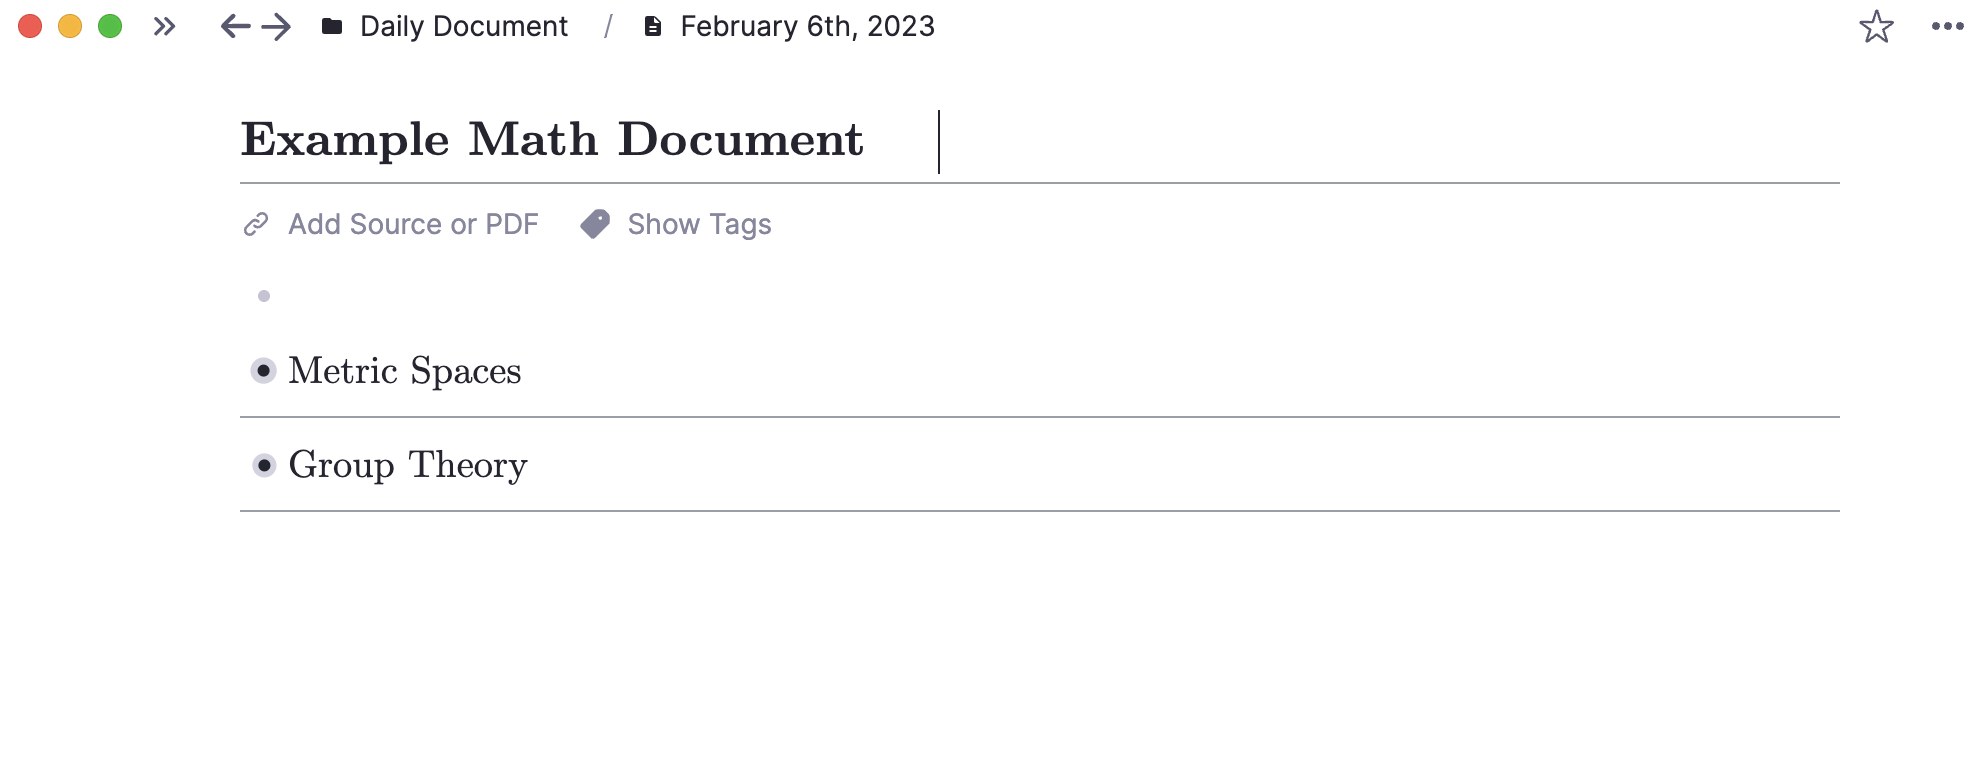 Daily Document / February 6th, 2023
Example Math Document
Add Source or PDF Show Tags
Metric Spaces
Group Theory